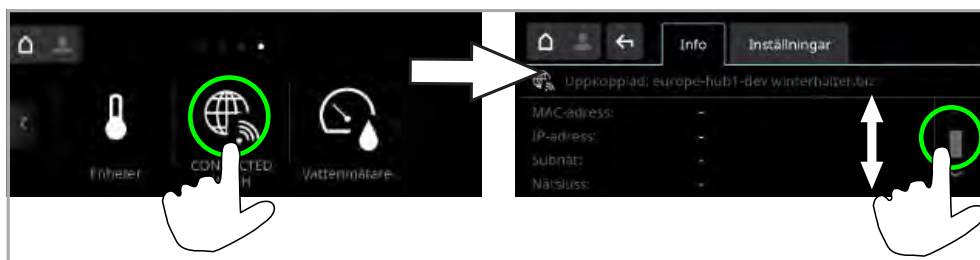 Enheter
CONNECTED
Vattenmätare
Info
Inställningar
Uppkopplad: europe-hub1-dev.winterhalter.biz
MAC-adress: -
IP-adress: -
Subnät: -
Nätsluss: -